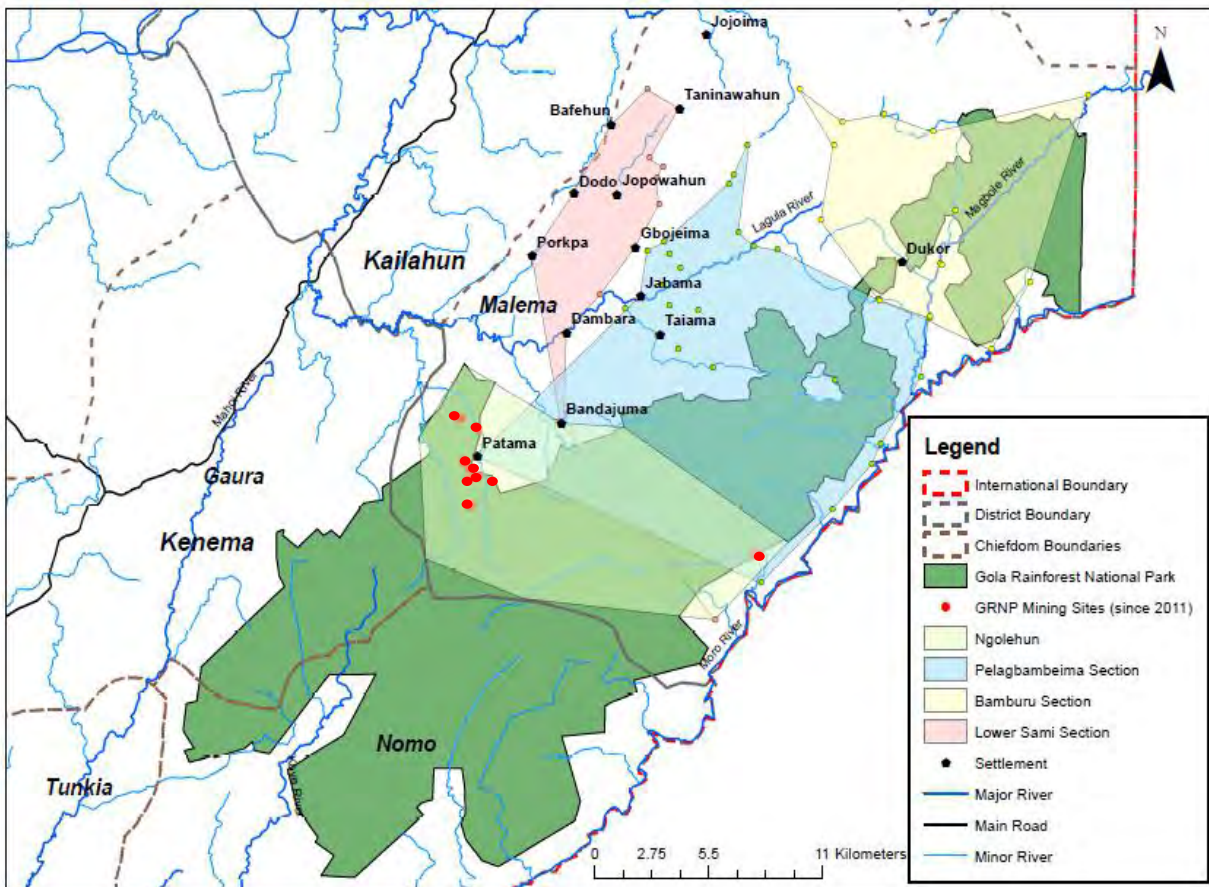 Jojoima
N
Taninawahun
Bafehun
Dodo
Jopowahun
Magbole River
Lagula River
Gbojeima
Dukor
Porkpa
Kailahun
Jabama
Malema
Dambara
Taiama
Mahoi River
Bandajuma
Patama
Gaura
Kenema
Moro River
Nomo
Tunkia
Legend
International Boundary
District Boundary
Chiefdom Boundaries
Gola Rainforest National Park
GRNP Mining Sites (since 2011)
Ngolehun
Pelagbambeima Section
Bamburu Section
Lower Sami Section
Settlement
Major River
Main Road
Minor River
0 2.75 5.5 11 Kilometers